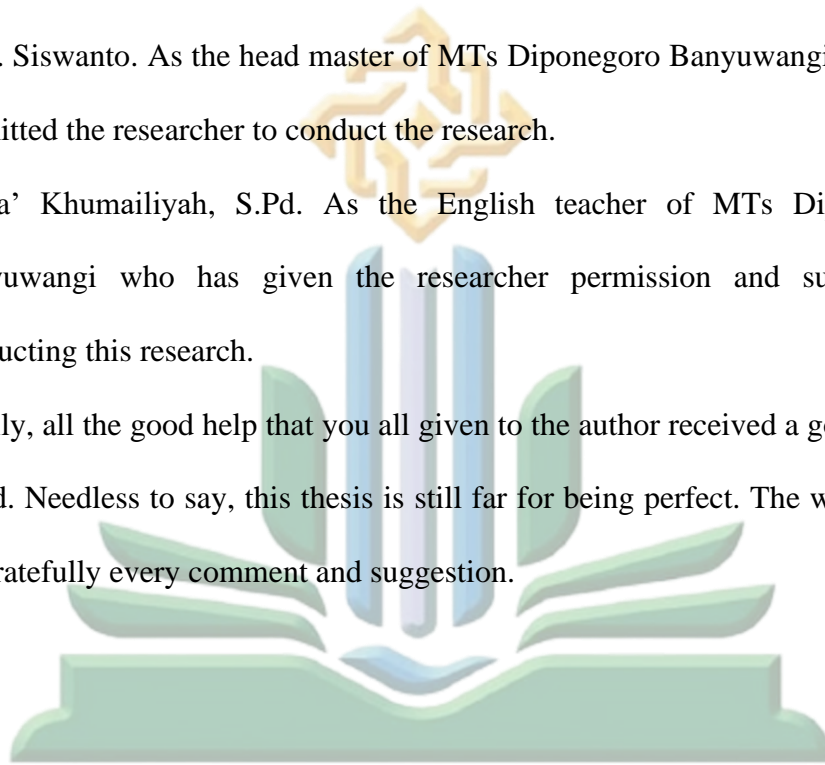 . Siswanto. As the head master of MTs Diponegoro Banyuwangi
itted the researcher to conduct the research.
a’ Khumailiyah, S.Pd. As the English teacher of MTs Di
yuwangi who has given the researcher permission and su
ucting this research.
ly, all the good help that you all given to the author received a g
d. Needless to say, this thesis is still far for being perfect. The w
ratefully every comment and suggestion.